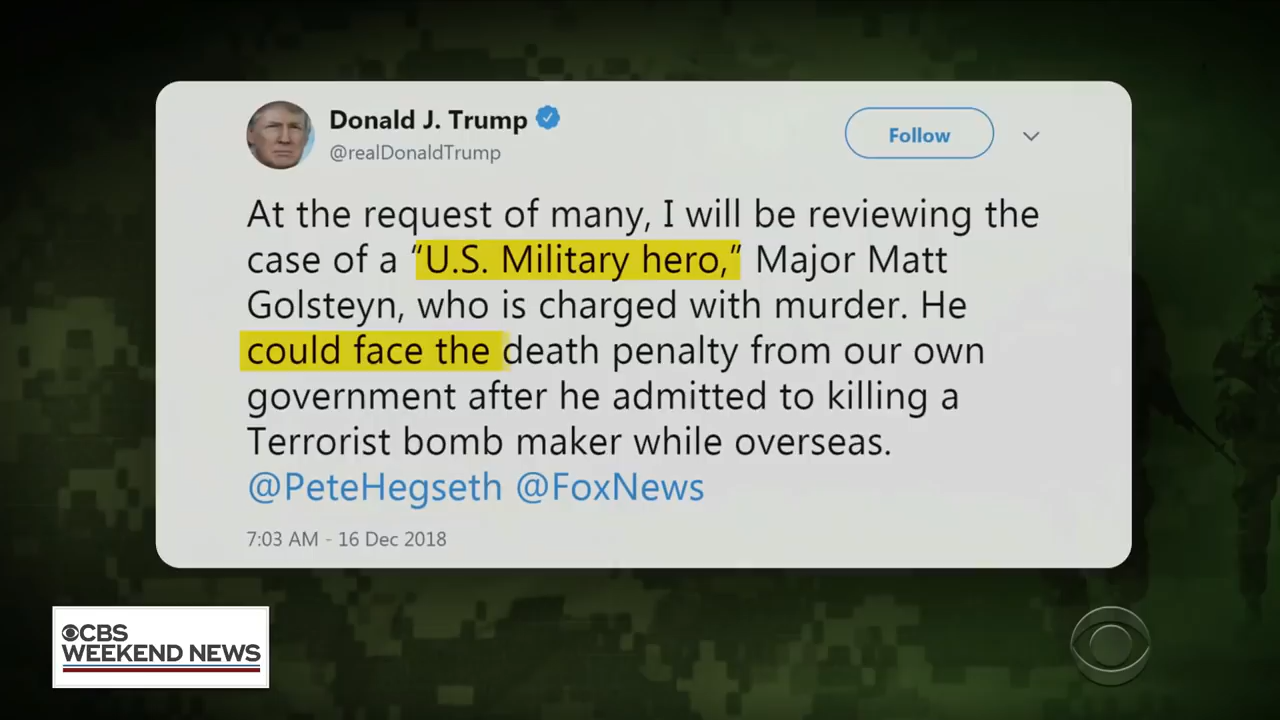 Donald J. Trump
@realDonaldTrump
Follow
At the request of many, I will be reviewing the
case of a “U.S. Military hero,” Major Matt
Golsteyn, who is charged with murder. He
could face the death penalty from our own
government after he admitted to killing a
Terrorist bomb maker while overseas.
@PeteHegseth @FoxNews
7:03 AM - 16 Dec 2018
CBS
WEEKEND NEWS